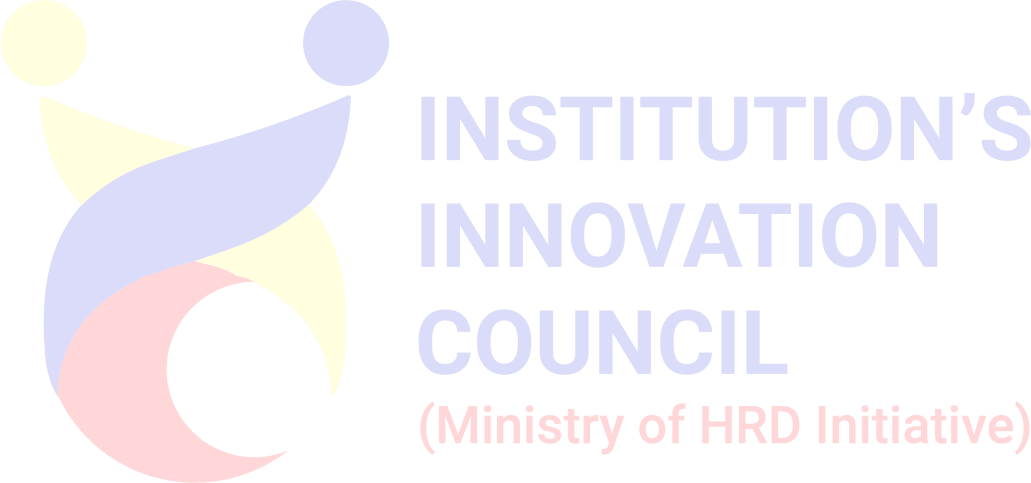 INSTITUTION’S
INNOVATION
COUNCIL
(Ministry of HRD Initiative)